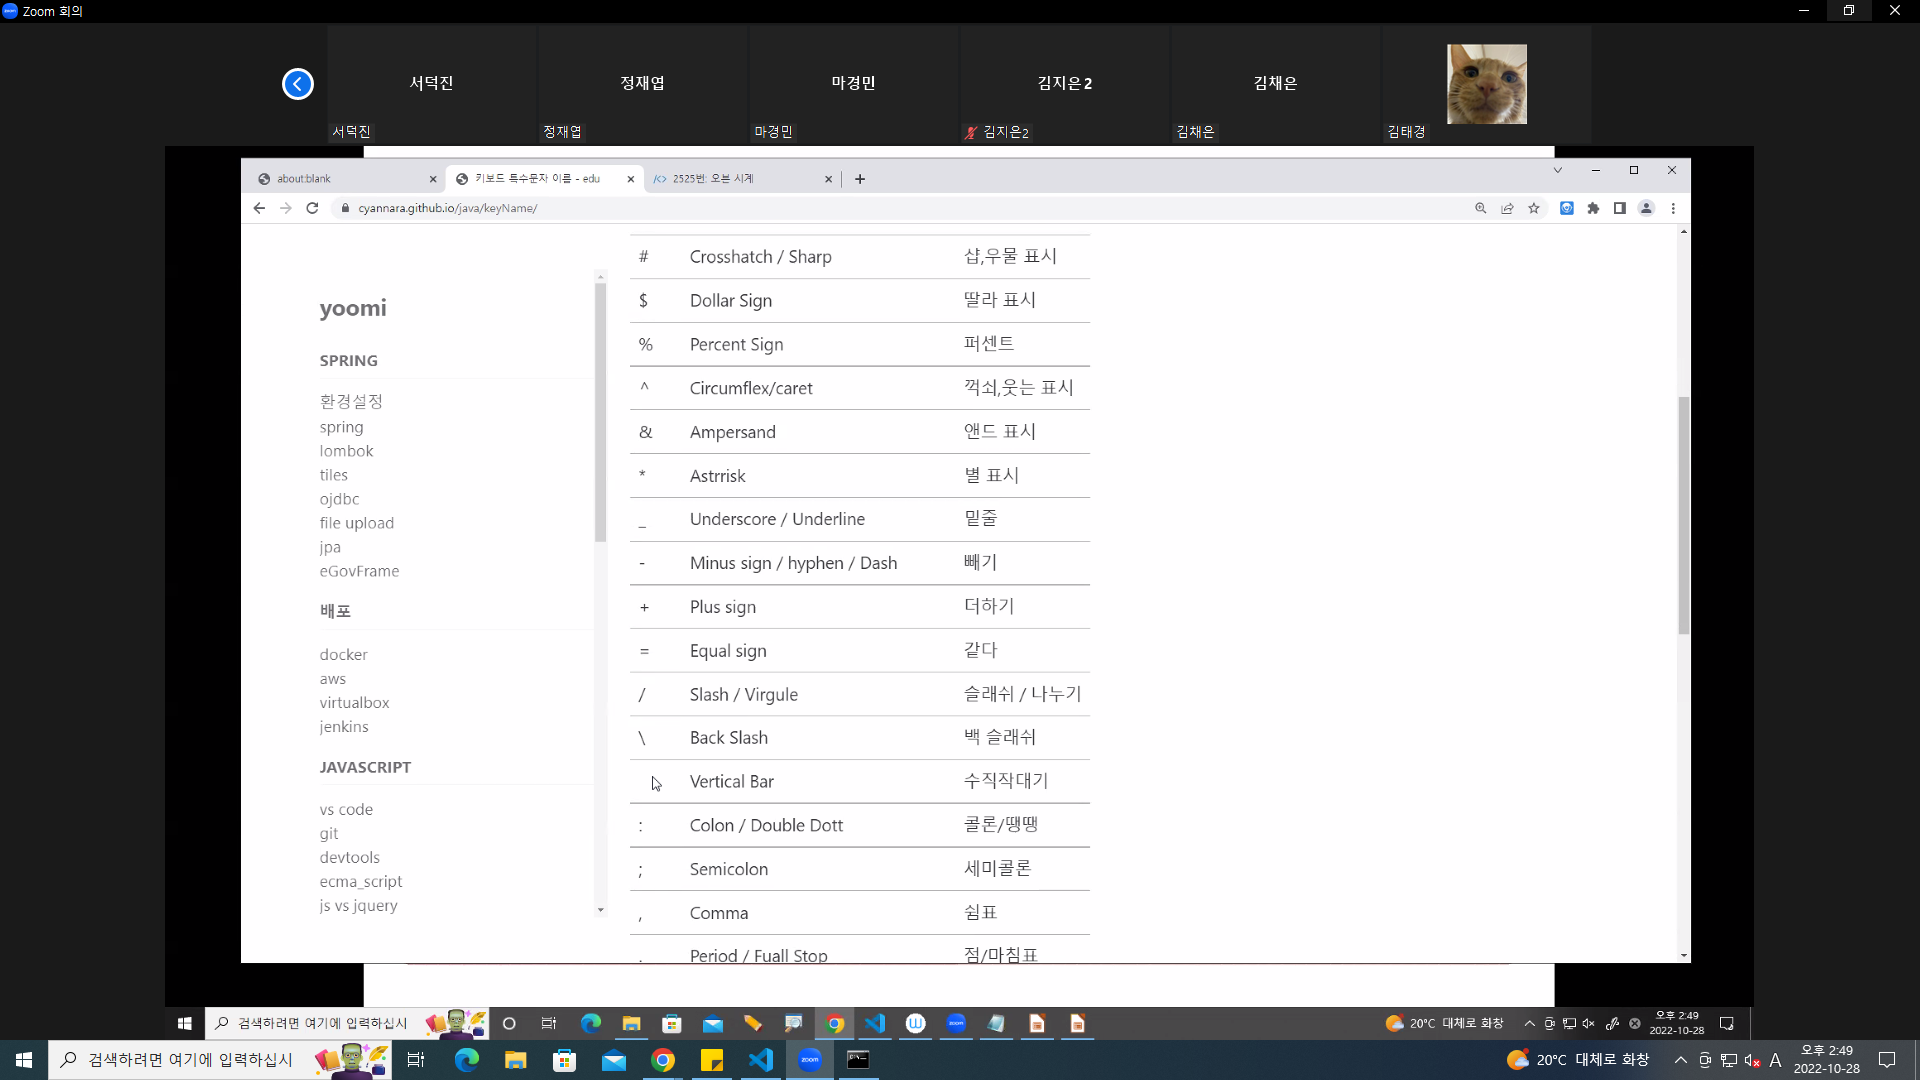 Zoom 회의
서덕진
정재엽
마경민
김지은2
김채은
서덕진
정재엽
마경민
김지은2
김채은
김태경
about:blank
키보드 특수문자 이름 - edu
2525번: 오븐 시계
cyannara.github.io/java/keyName/
yoomi
SPRING
환경설정
spring
lombok
tiles
ojdbc
file upload
jpa
eGovFrame
배포
docker
aws
virtualbox
jenkins
JAVASCRIPT
vs code
git
devtools
ecma_script
js vs jquery
# Crosshatch / Sharp 샵,우물 표시
$ Dollar Sign 딸라 표시
% Percent Sign 퍼센트
^ Circumflex/caret 꺽쇠,웃는 표시
& Ampersand 앤드 표시
* Astrrisk 별 표시
_ Underscore / Underline 밑줄
- Minus sign / hyphen / Dash 빼기
+ Plus sign 더하기
= Equal sign 같다
/ Slash / Virgule 슬래쉬 / 나누기
\ Back Slash 백 슬래쉬
Vertical Bar 수직작대기
: Colon / Double Dott 콜론/땡땡
; Semicolon 세미콜론
, Comma 쉼표
. Period / Fuall Stop 점/마침표
검색하려면 여기에 입력하십시
zoom
20°C 대체로 화창
오후 2:49
2022-10-28
검색하려면 여기에 입력하십시
zoom
20°C 대체로 화창
A
오후 2:49
2022-10-28